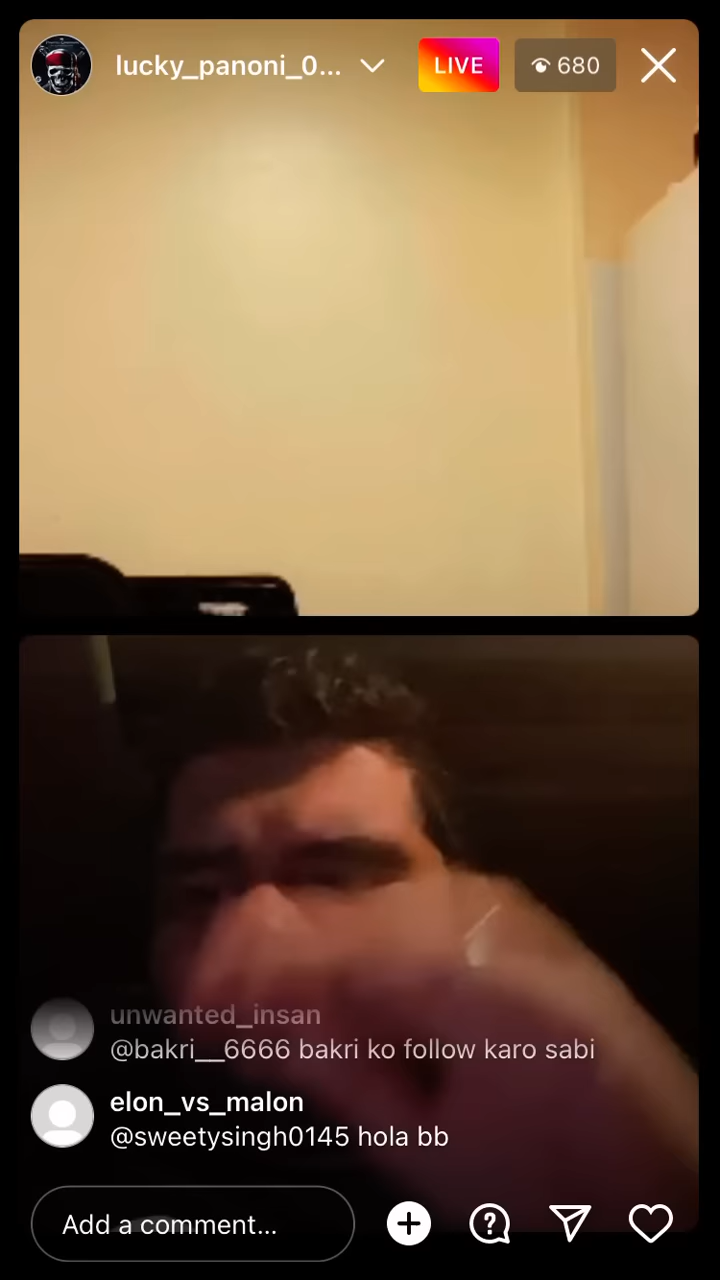 lucky_panoni_0...
LIVE
680
unwanted_insan
@bakri__6666 bakri ko follow karo sabi
elon_vs_malon
@sweetysingh0145 hola bb
Add a comment...